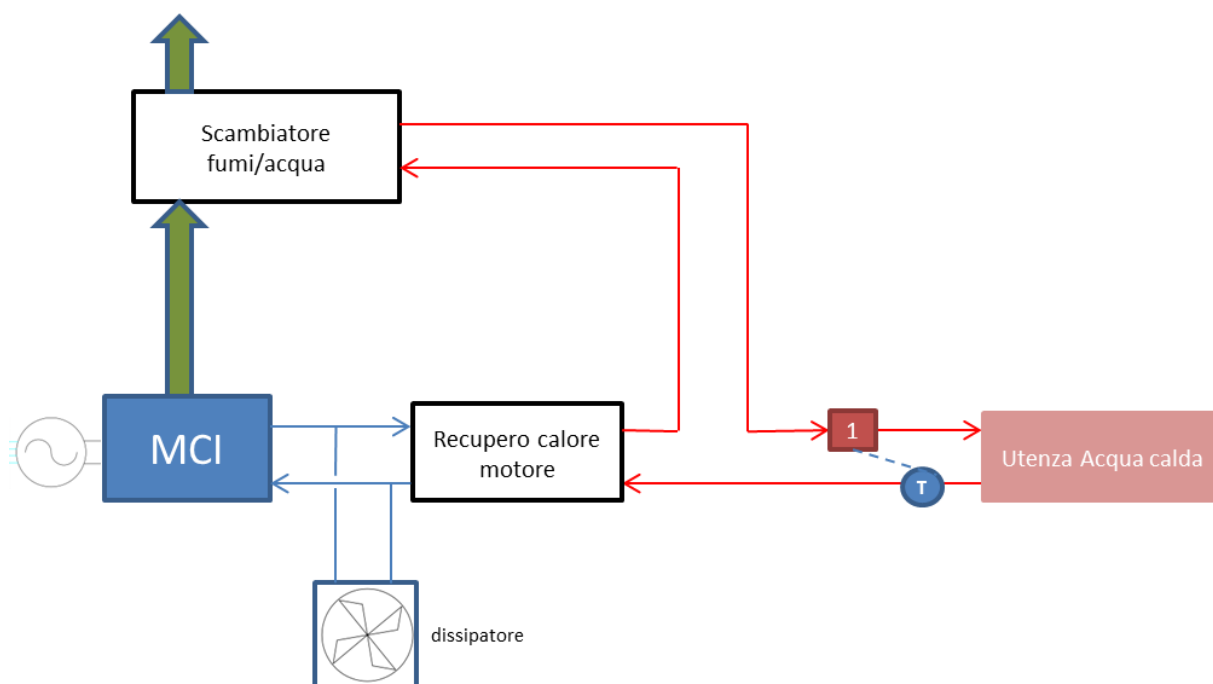 Scambiatore
fumi/acqua
MCI
Recupero calore
motore
1
Utenza Acqua calda
T
dissipatore